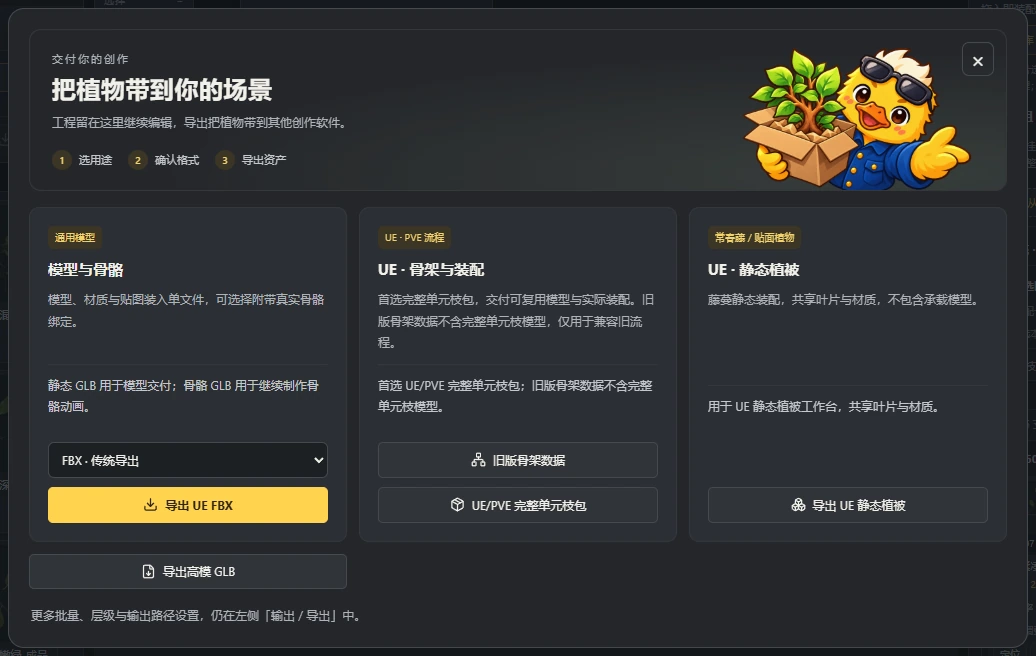 交付你的创作
把植物带到你的场景
工程留在这里继续编辑，导出把植物带到其他创作软件。
1 选用途 2 确认格式 3 导出资产
通用模型
模型与骨骼
模型、材质与贴图装入单文件，可选择附带真实骨骼
绑定。
静态 GLB 用于模型交付；骨骼 GLB 用于继续制作骨
骼动画。
FBX · 传统导出
导出 UE FBX
UE · PVE 流程
UE · 骨架与装配
首选完整单元枝包，交付可复用模型与实际装配。旧
版骨架数据不含完整单元枝模型，仅用于兼容旧流
程。
首选 UE/PVE 完整单元枝包；旧版骨架数据不含完整
单元枝模型。
旧版骨架数据
UE/PVE 完整单元枝包
常春藤 / 贴面植物
UE · 静态植被
藤蔓静态装配，共享叶片与材质，不包含承载模型。
用于 UE 静态植被工作台，共享叶片与材质。
导出 UE 静态植被
导出高模 GLB
更多批量、层级与输出路径设置，仍在左侧「输出 / 导出」中。